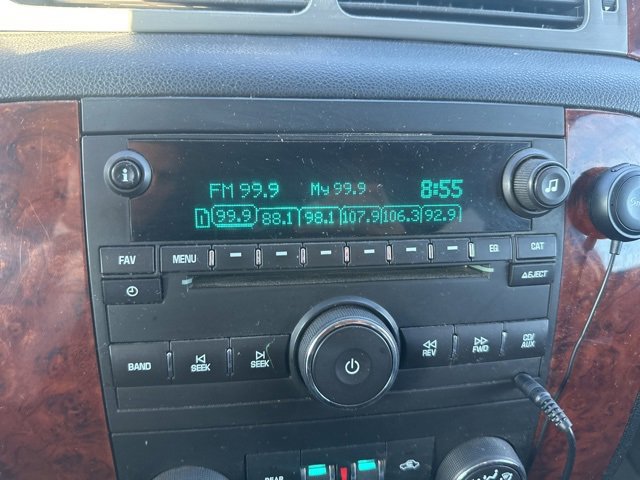 FM 99.9 My 99.9 8:55
99.9 88.1 98.1 107.9 106.3 92.9
FAV MENU EQ CAT
EJECT
BAND SEEK SEEK REV FWD CD/AUX
REAR